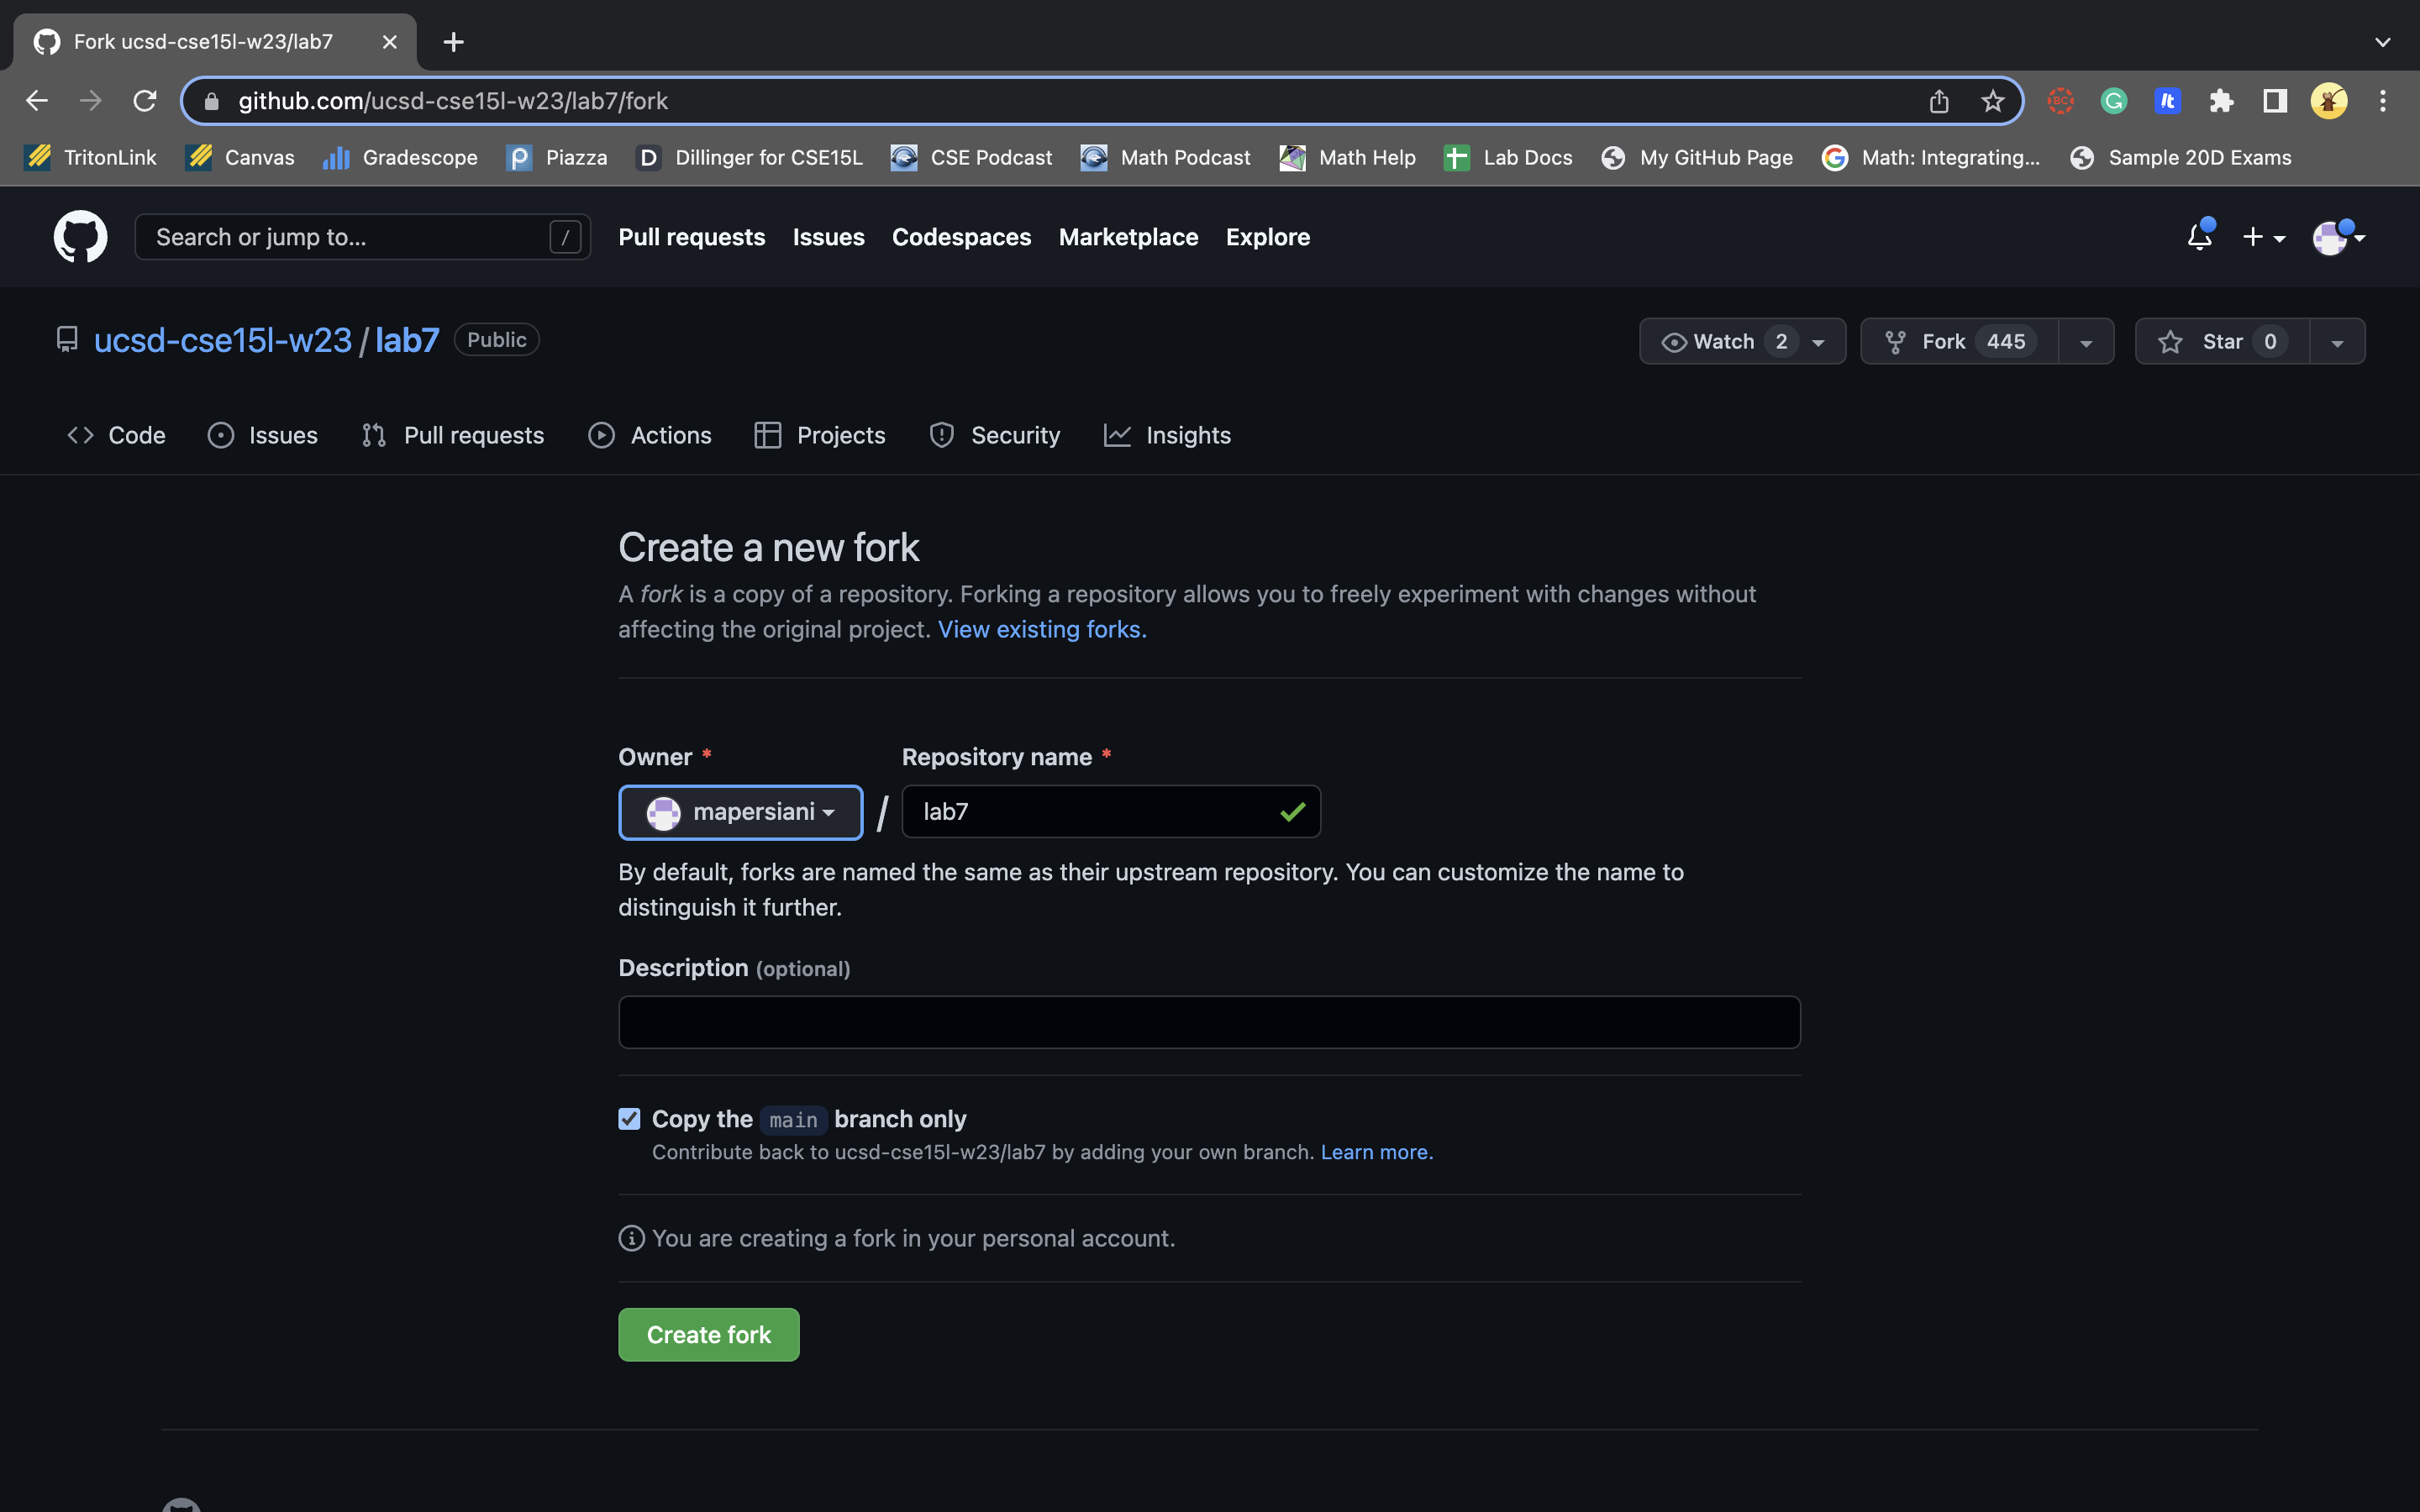 Fork ucsd-cse15l-w23/lab7
github.com/ucsd-cse15l-w23/lab7/fork
TritonLink Canvas Gradescope Piazza Dillinger for CSE15L CSE Podcast Math Podcast Math Help Lab Docs My GitHub Page Math: Integrating... Sample 20D Exams
Search or jump to... / Pull requests Issues Codespaces Marketplace Explore
ucsd-cse15l-w23 / lab7 Public Watch 2 Fork 445 Star 0
Code Issues Pull requests Actions Projects Security Insights
Create a new fork
A fork is a copy of a repository. Forking a repository allows you to freely experiment with changes without
affecting the original project. View existing forks.
Owner * Repository name *
mapersiani / lab7
By default, forks are named the same as their upstream repository. You can customize the name to
distinguish it further.
Description (optional)
Copy the main branch only
Contribute back to ucsd-cse15l-w23/lab7 by adding your own branch. Learn more.
You are creating a fork in your personal account.
Create fork